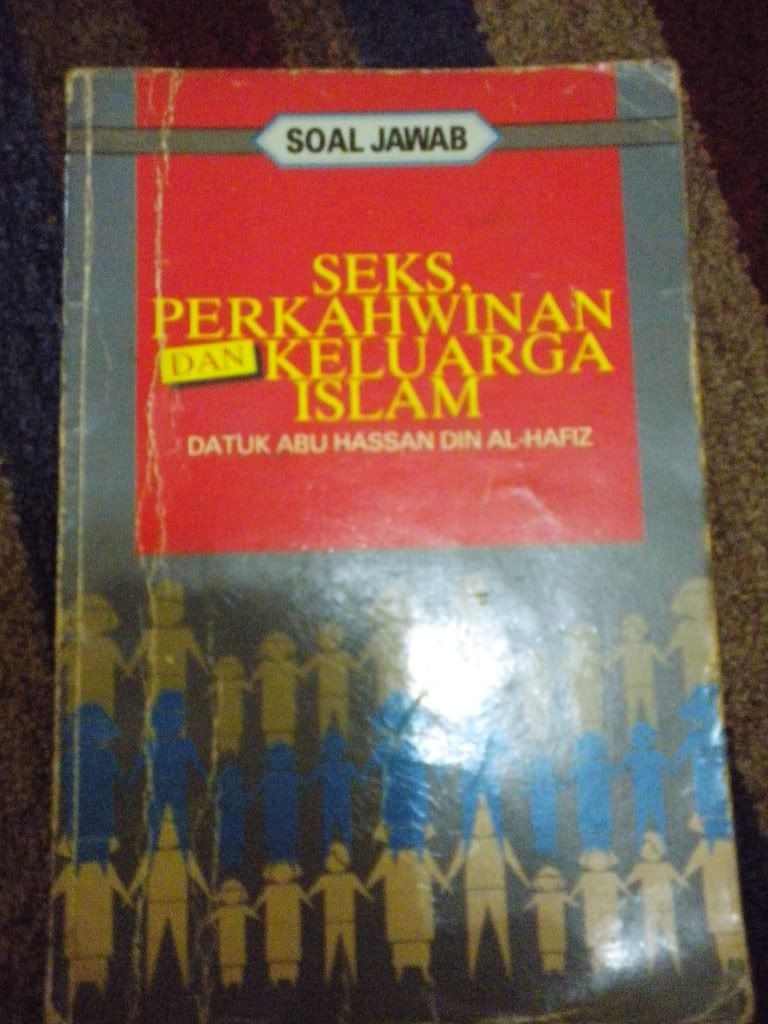 SOAL JAWAB
SEKS,
PERKAHWINAN
DAN KELUARGA
ISLAM
DATUK ABU HASSAN DIN AL-HAFIZ